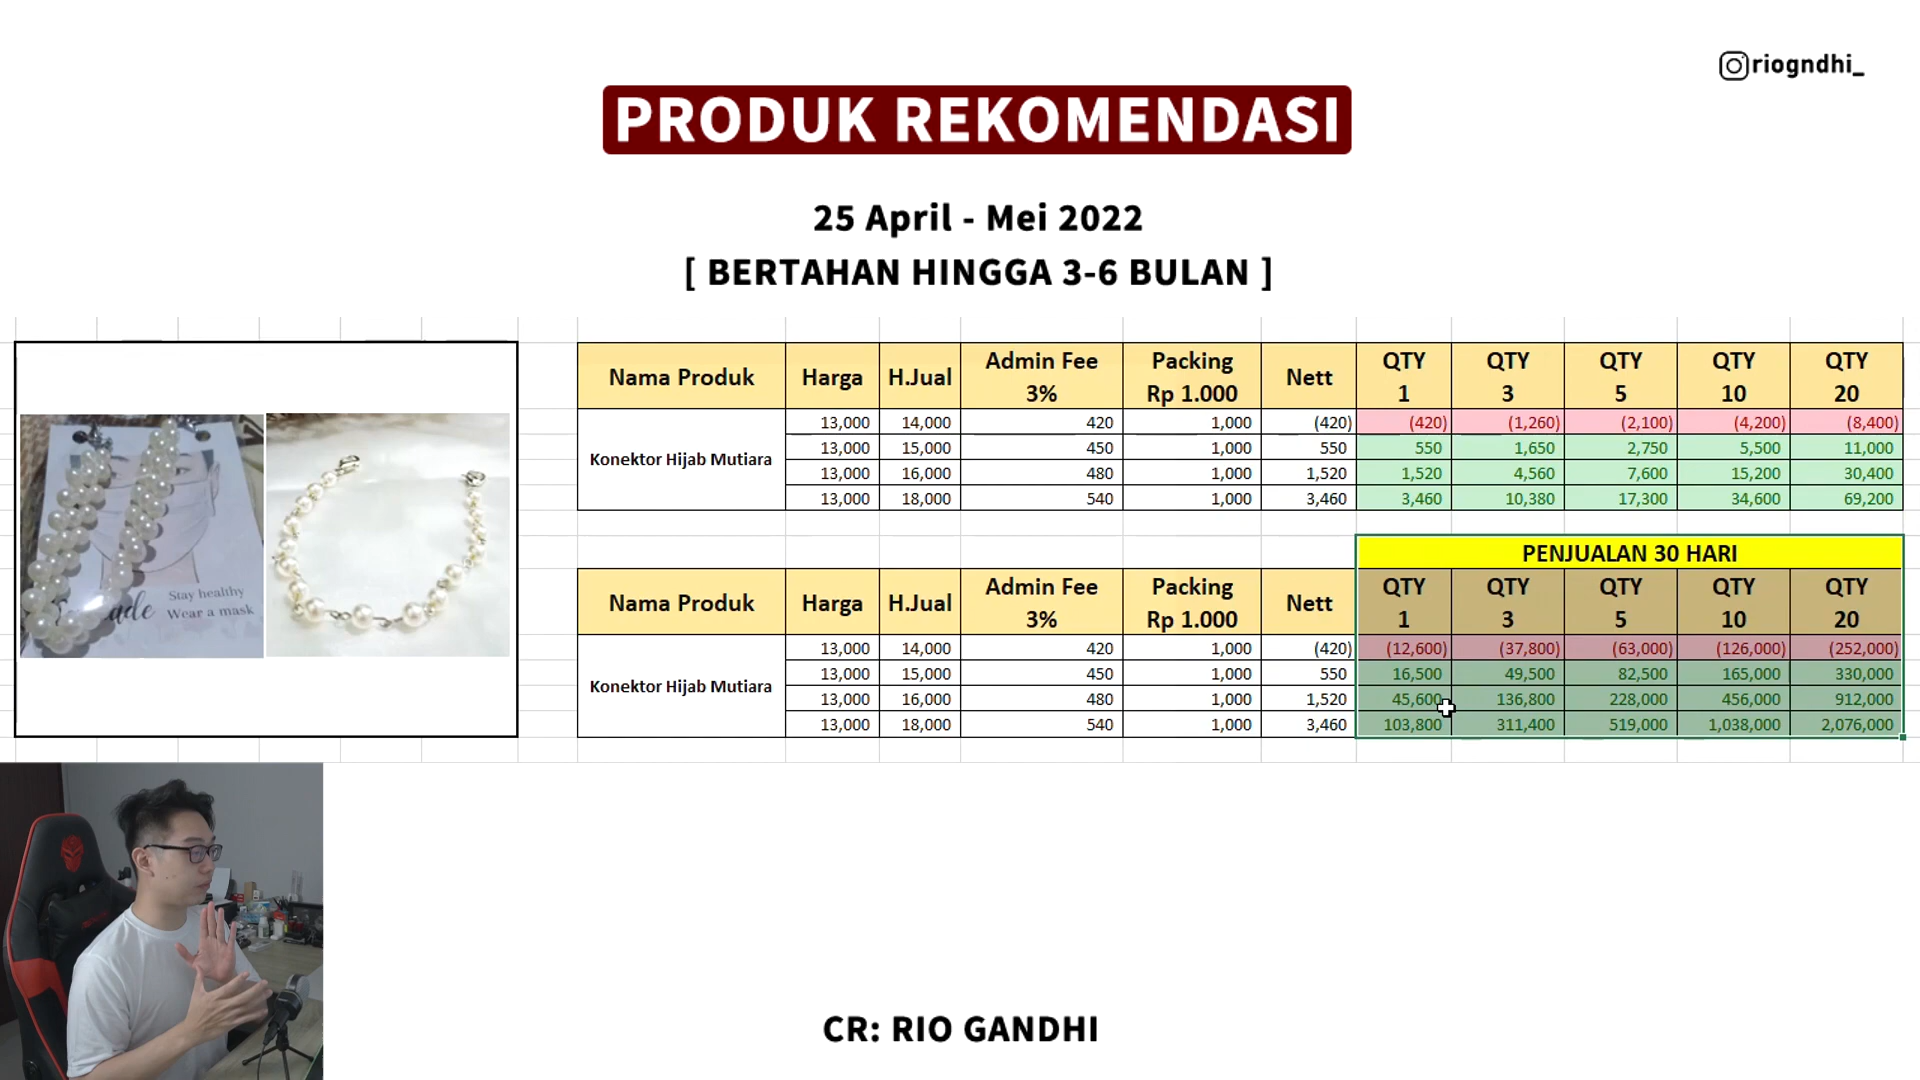 riogndhi_
PRODUK REKOMENDASI
25 April - Mei 2022
[ BERTAHAN HINGGA 3-6 BULAN ]
Nama Produk Harga H.Jual Admin Fee 3% Packing Rp 1.000 Nett QTY 1 QTY 3 QTY 5 QTY 10 QTY 20
Konektor Hijab Mutiara
13,000 14,000 420 1,000 (420) (420) (1,260) (2,100) (4,200) (8,400)
13,000 15,000 450 1,000 550 550 1,650 2,750 5,500 11,000
13,000 16,000 480 1,000 1,520 1,520 4,560 7,600 15,200 30,400
13,000 18,000 540 1,000 3,460 3,460 10,380 17,300 34,600 69,200
PENJUALAN 30 HARI
Nama Produk Harga H.Jual Admin Fee 3% Packing Rp 1.000 Nett QTY 1 QTY 3 QTY 5 QTY 10 QTY 20
Konektor Hijab Mutiara
13,000 14,000 420 1,000 (420) (12,600) (37,800) (63,000) (126,000) (252,000)
13,000 15,000 450 1,000 550 16,500 49,500 82,500 165,000 330,000
13,000 16,000 480 1,000 1,520 45,600 136,800 228,000 456,000 912,000
13,000 18,000 540 1,000 3,460 103,800 311,400 519,000 1,038,000 2,076,000
Stay healthy
Wear a mask
CR: RIO GANDHI